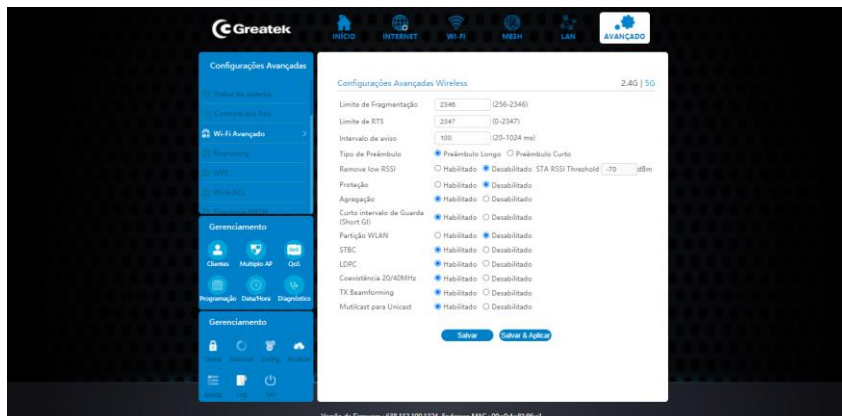 Greatek
INÍCIO
INTERNET
WI-FI
MESH
LAN
AVANÇADO
Configurações Avançadas
Wi-Fi Avançado
Gerenciamento
Clientes
Multiplo AP
QoS
Programação
Data/Hora
Diagnóstico
Gerenciamento
Configurações Avançadas Wireless
2.4G | 5G
Limite de Fragmentação 2346 (256-2346)
Limite de RTS 2347 (0-2347)
Intervalo de aviso 100 (20-1024 ms)
Tipo de Preâmbulo Preâmbulo Longo Preâmbulo Curto
Remove low RSSI Habilitado Desabilitado STA RSSI Threshold -70 dBm
Proteção Habilitado Desabilitado
Agregação Habilitado Desabilitado
Curto intervalo de Guarda
(Short GI) Habilitado Desabilitado
Partição WLAN Habilitado Desabilitado
STBC Habilitado Desabilitado
LDPC Habilitado Desabilitado
Coexistência 20/40MHz Habilitado Desabilitado
TX Beamforming Habilitado Desabilitado
Mutilcast para Unicast Habilitado Desabilitado
Salvar
Salvar & Aplicar